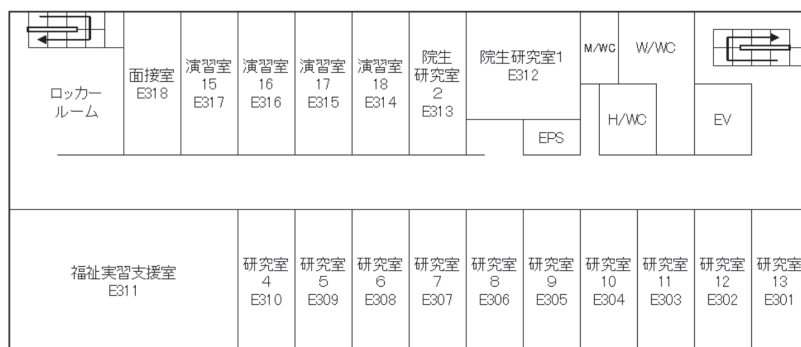 ロッカー
ルーム
面接室
E318
演習室
15
E317
演習室
16
E316
演習室
17
E315
演習室
18
E314
院生
研究室
2
E313
院生研究室1
E312
EPS
M/WC
W/WC
H/WC
EV
福祉実習支援室
E311
研究室
4
E310
研究室
5
E309
研究室
6
E308
研究室
7
E307
研究室
8
E306
研究室
9
E305
研究室
10
E304
研究室
11
E303
研究室
12
E302
研究室
13
E301